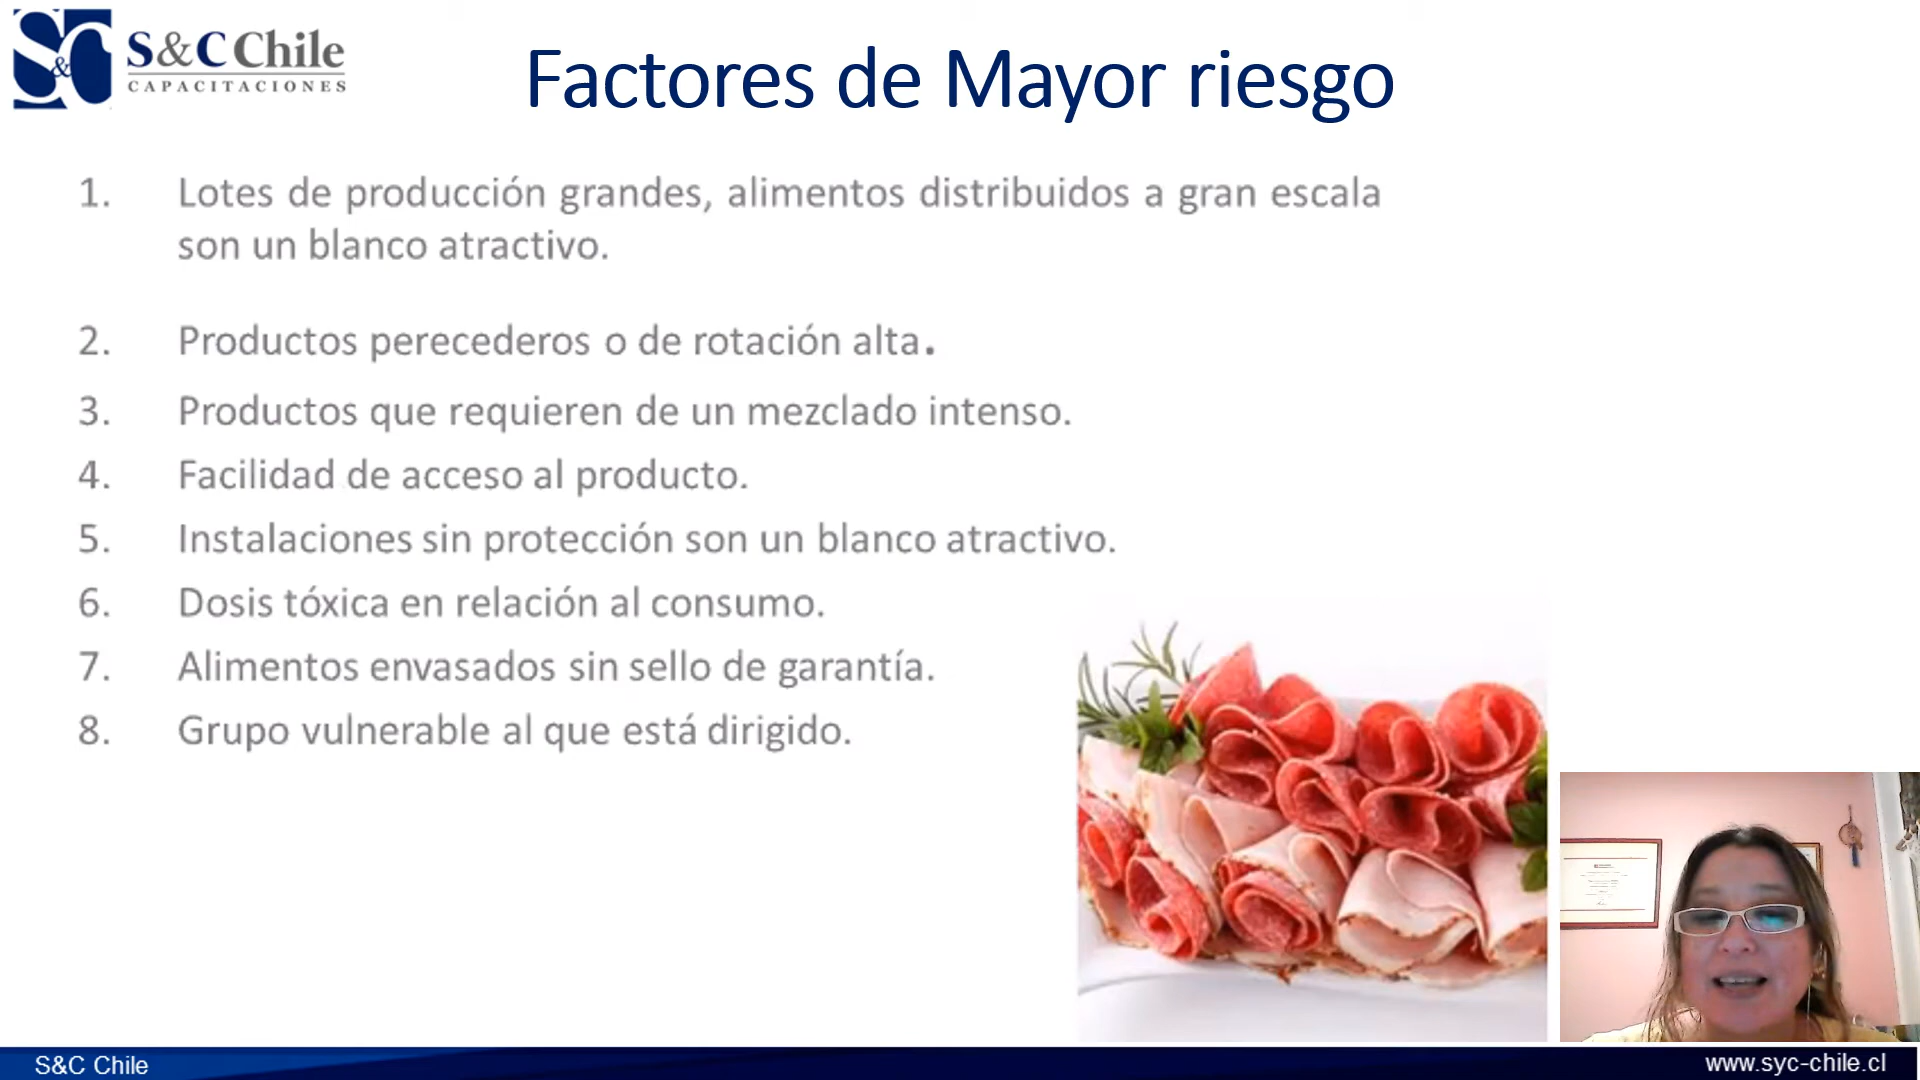 S&C Chile
CAPACITACIONES
Factores de Mayor riesgo
1. Lotes de producción grandes, alimentos distribuidos a gran escala
son un blanco atractivo.
2. Productos perecederos o de rotación alta.
3. Productos que requieren de un mezclado intenso.
4. Facilidad de acceso al producto.
5. Instalaciones sin protección son un blanco atractivo.
6. Dosis tóxica en relación al consumo.
7. Alimentos envasados sin sello de garantía.
8. Grupo vulnerable al que está dirigido.
S&C Chile
www.syc-chile.cl